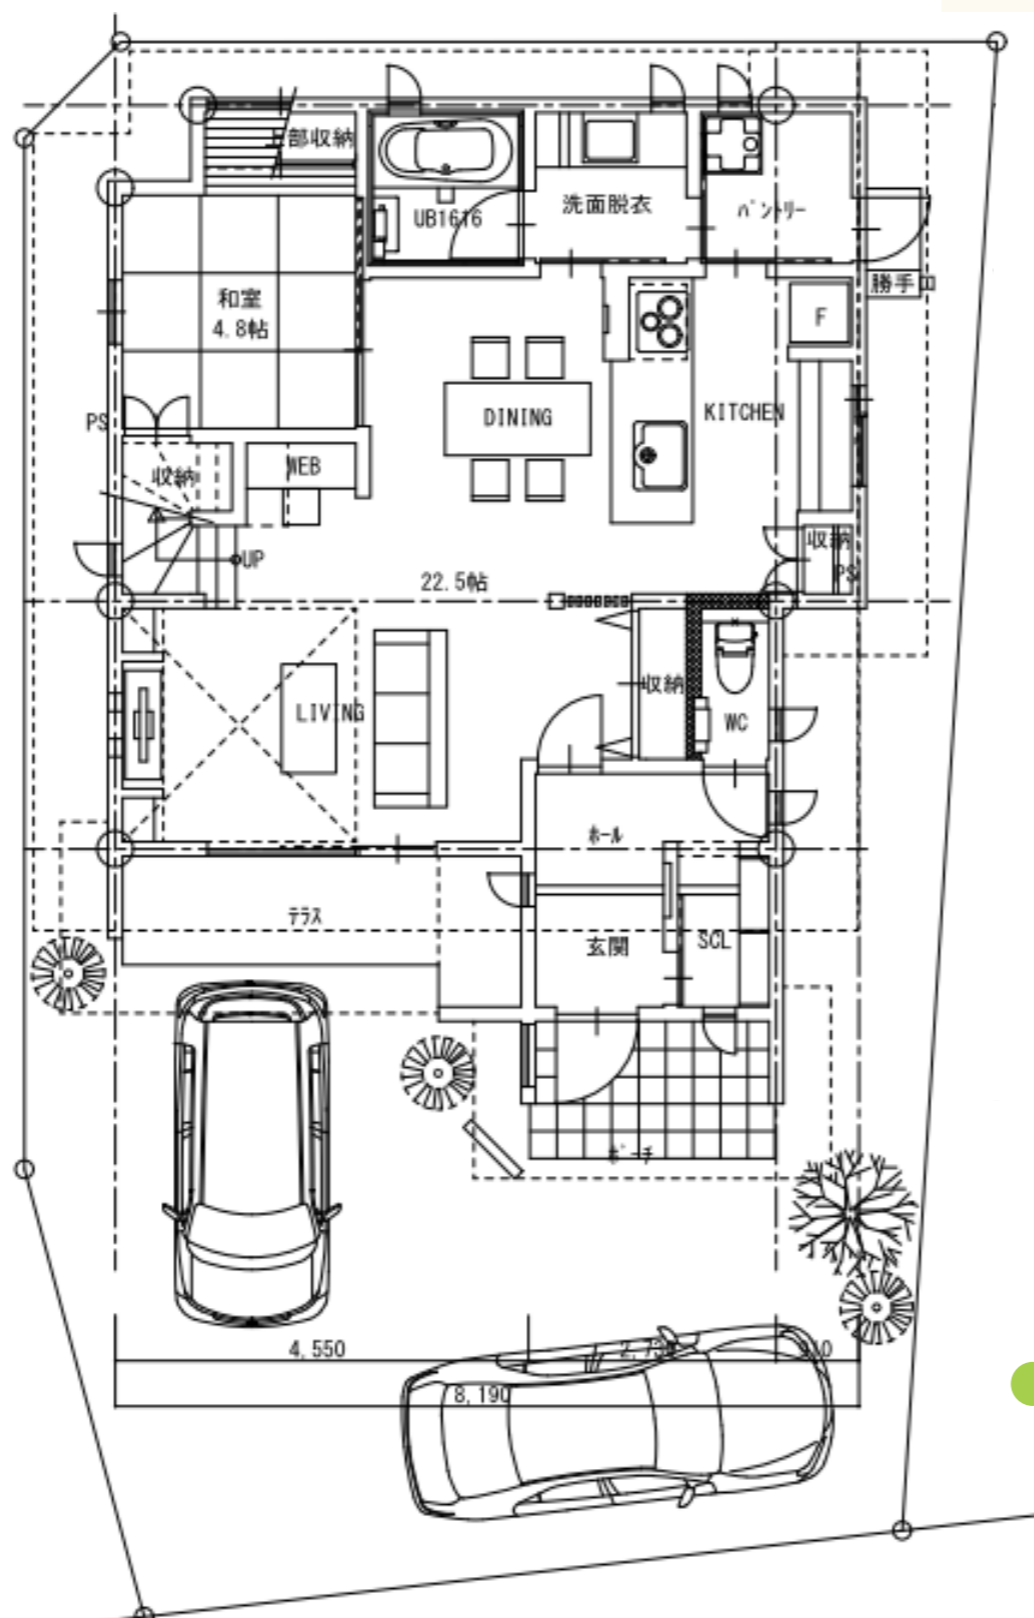 部収納
UB1616
洗面脱衣
パントリー
勝手
和室
4.8帖
F
PS
DINING
KITCHEN
収納
WEB
UP
22.5帖
収納
PS
LIVING
収納
WC
ホール
テラス
玄関
SCL
ポーチ
4,550
8,190